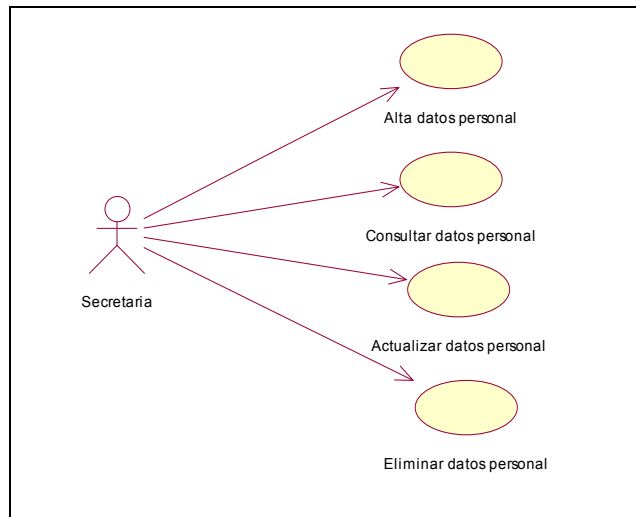 Alta datos personal
Consultar datos personal
Secretaria
Actualizar datos personal
Eliminar datos personal